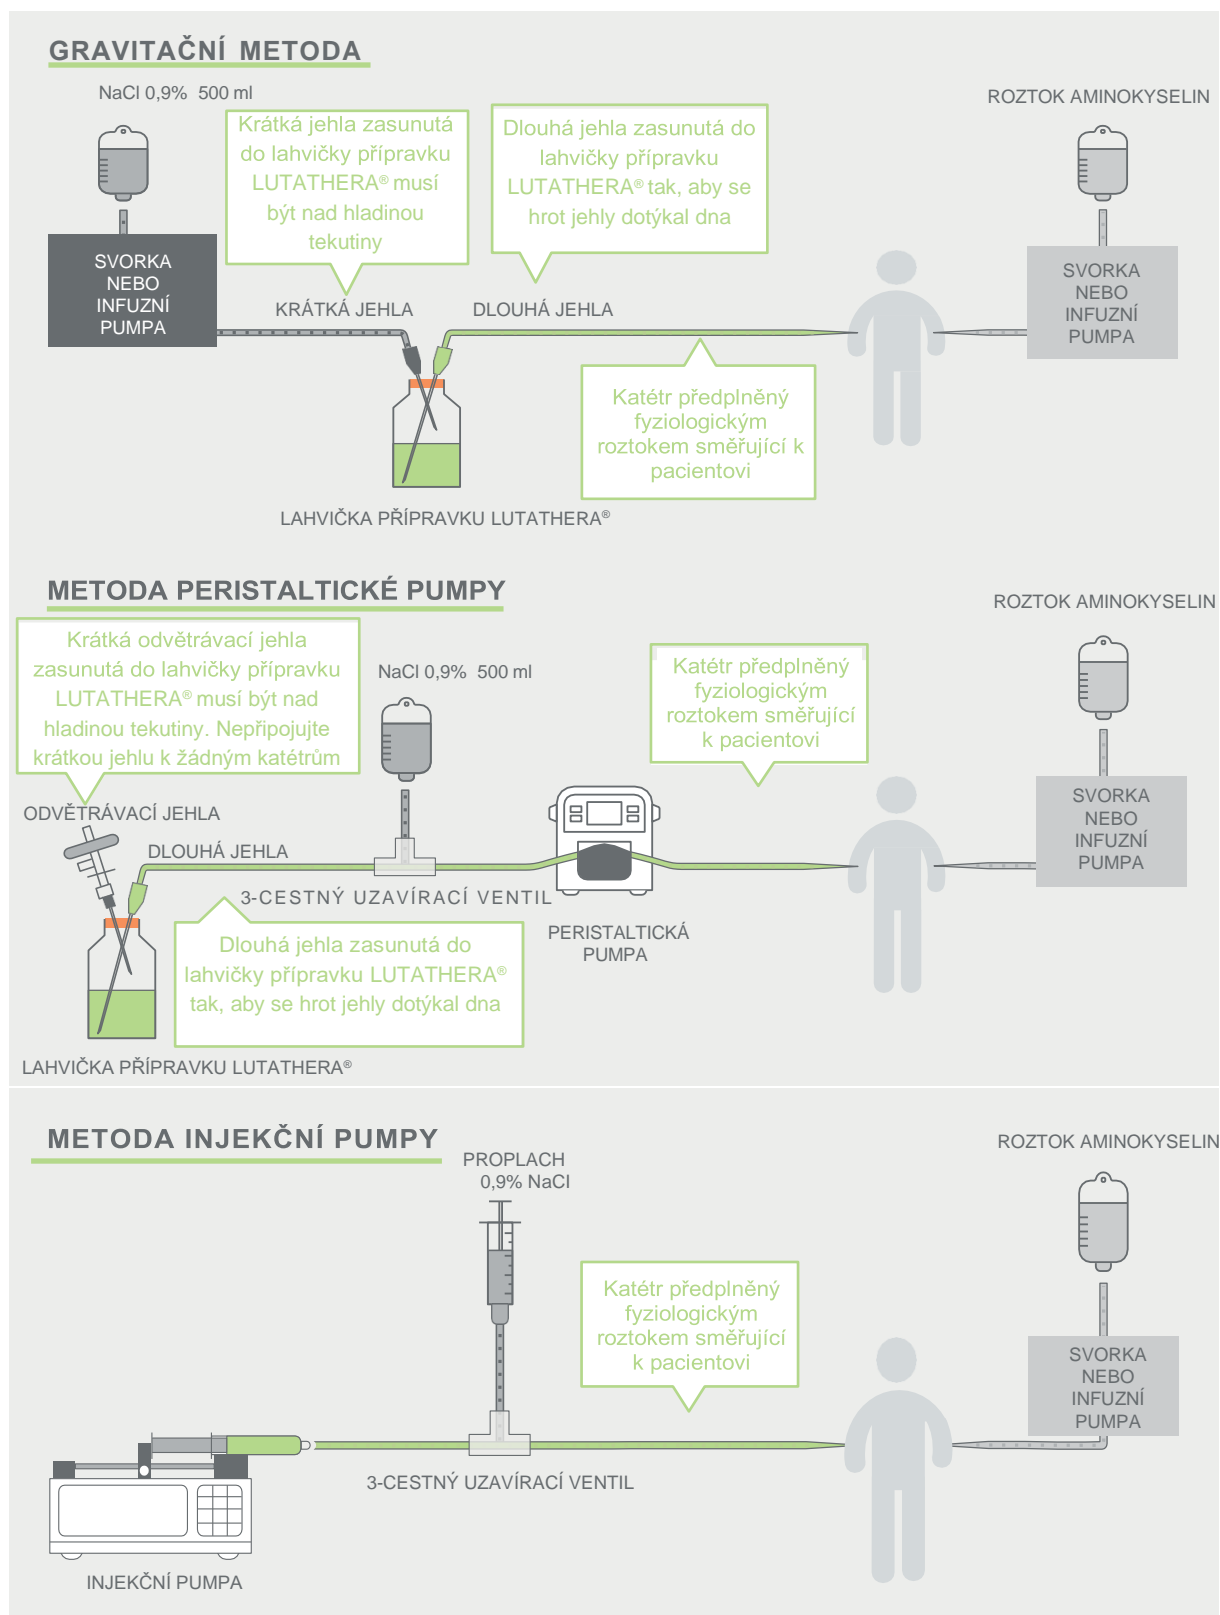 GRAVITAČNÍ METODA
NaCl 0,9% 500 ml
ROZTOK AMINOKYSELIN
Krátká jehla zasunutá
do lahvičky přípravku
LUTATHERA® musí
být nad hladinou
tekutiny
Dlouhá jehla zasunutá do
lahvičky přípravku
LUTATHERA® tak, aby se
hrot jehly dotýkal dna
SVORKA
NEBO
INFUZNÍ
PUMPA
SVORKA
NEBO
INFUZNÍ
PUMPA
KRÁTKÁ JEHLA
DLOUHÁ JEHLA
Katétr předplněný
fyziologickým
roztokem směřující k
pacientovi
LAHVIČKA PŘÍPRAVKU LUTATHERA®
METODA PERISTALTICKÉ PUMPY
ROZTOK AMINOKYSELIN
Krátká odvětrávací jehla
zasunutá do lahvičky přípravku
LUTATHERA® musí být nad
hladinou tekutiny. Nepřipojujte
krátkou jehlu k žádným katétrům
NaCl 0,9% 500 ml
Katétr předplněný
fyziologickým
roztokem směřující
k pacientovi
SVORKA
NEBO
INFUZNÍ
PUMPA
ODVĚTRÁVACÍ JEHLA
DLOUHÁ JEHLA
3-CESTNÝ UZAVÍRACÍ VENTIL
PERISTALTICKÁ
PUMPA
Dlouhá jehla zasunutá do
lahvičky přípravku LUTATHERA®
tak, aby se hrot jehly dotýkal dna
LAHVIČKA PŘÍPRAVKU LUTATHERA®
METODA INJEKČNÍ PUMPY
ROZTOK AMINOKYSELIN
PROPLACH
0,9% NaCl
Katétr předplněný
fyziologickým
roztokem směřující
k pacientovi
SVORKA
NEBO
INFUZNÍ
PUMPA
3-CESTNÝ UZAVÍRACÍ VENTIL
INJEKČNÍ PUMPA